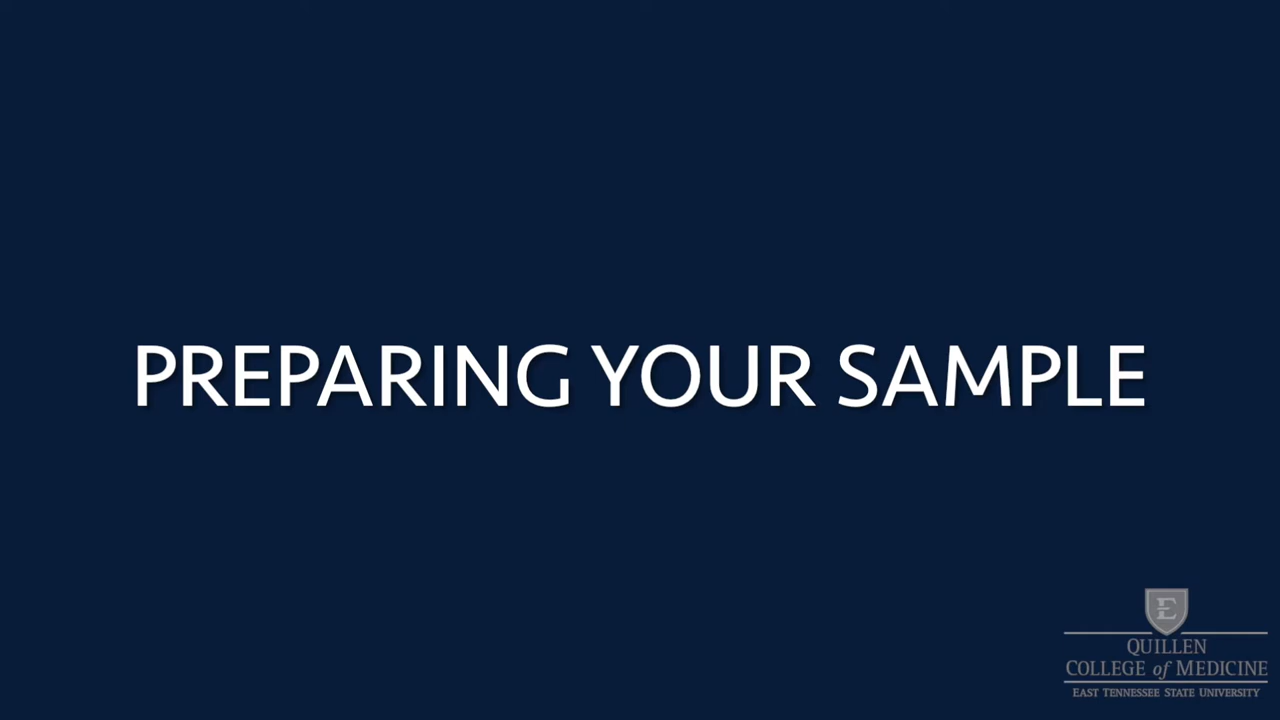 PREPARING YOUR SAMPLE
E
QUILLEN
COLLEGE of MEDICINE
EAST TENNESSEE STATE UNIVERSITY